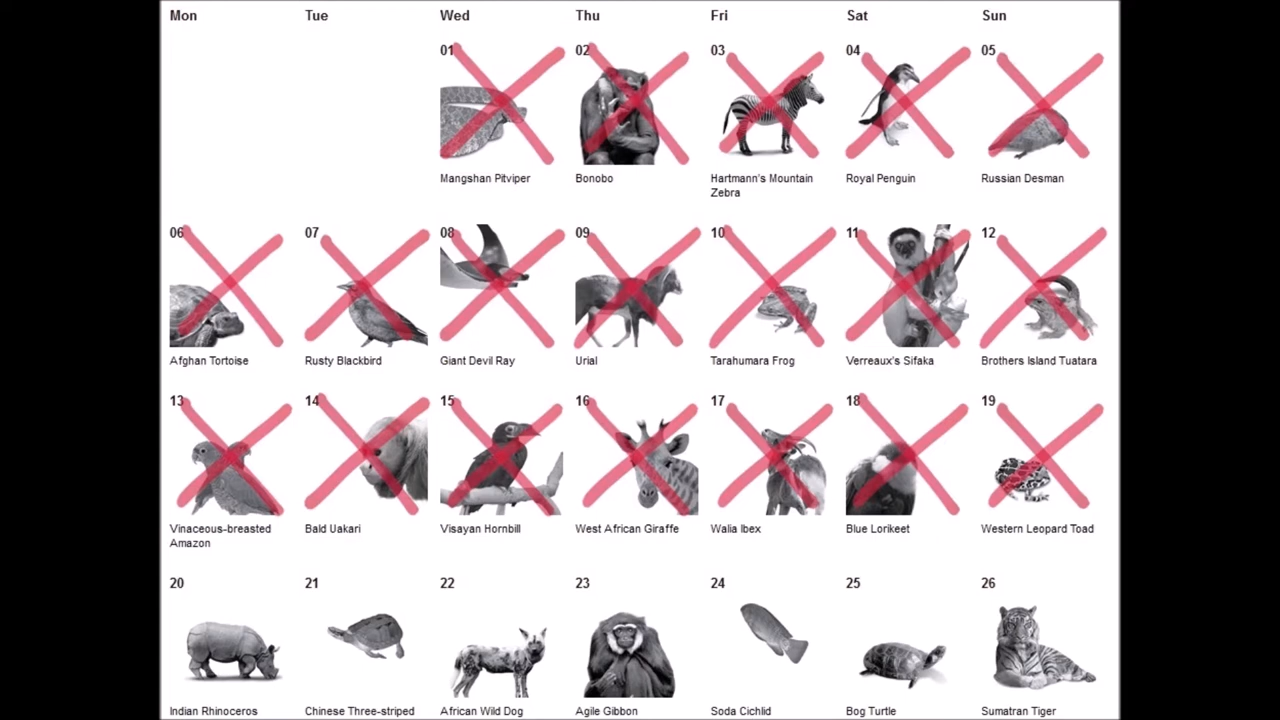 Mon Tue Wed Thu Fri Sat Sun
01 02 03 04 05
Mangshan Pitviper Bonobo Hartmann's Mountain Royal Penguin Russian Desman
Zebra
06 07 08 09 10 11 12
Afghan Tortoise Rusty Blackbird Giant Devil Ray Urial Tarahumara Frog Verreaux's Sifaka Brothers Island Tuatara
13 14 15 16 17 18 19
Vinaceous-breasted Bald Uakari Visayan Hornbill West African Giraffe Walia Ibex Blue Lorikeet Western Leopard Toad
Amazon
20 21 22 23 24 25 26
Indian Rhinoceros Chinese Three-striped African Wild Dog Agile Gibbon Soda Cichlid Bog Turtle Sumatran Tiger